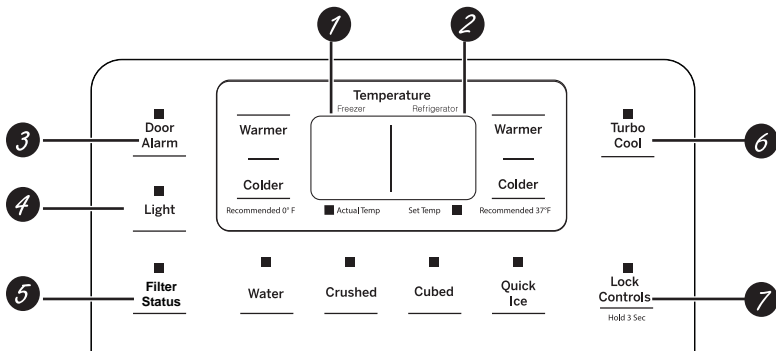 1
2
Temperature
Freezer
Refrigerator
3
Door
Alarm
Warmer
Warmer
Turbo
Cool
6
4
Light
Colder
Colder
Recommended 0° F
Actual Temp
Set Temp
Recommended 37°F
5
Filter
Status
Water
Crushed
Cubed
Quick
Ice
Lock
Controls
Hold 3 Sec
7